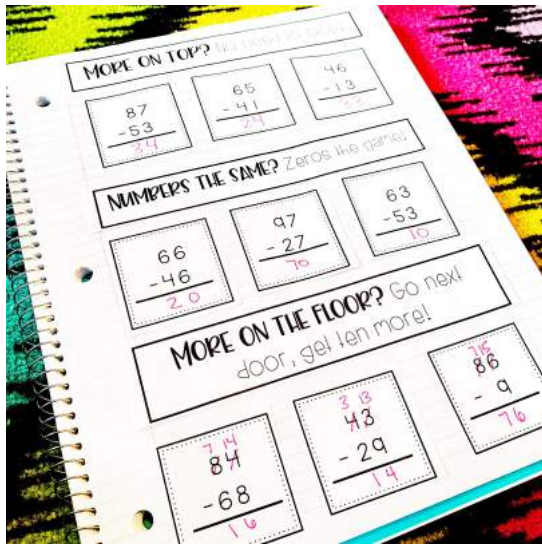 MORE ON TOP? No need to stop!
87 65 46
-53 -41 -13
34 24 33
NUMBERS THE SAME? Zeros the game!
66 97 63
-46 -27 -53
20 70 10
MORE ON THE FLOOR? Go next
door, get ten more!
7 14 3 13 7 15
84 43 86
-68 -29 - 9
16 14 76